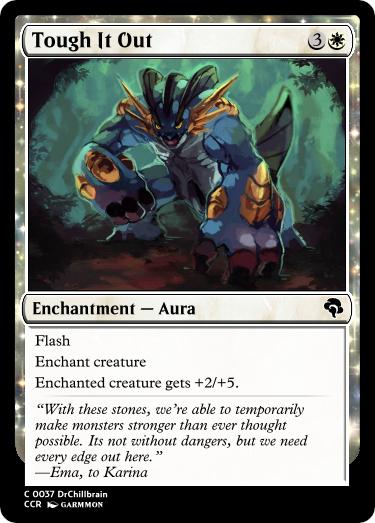 Tough It Out 3
Enchantment — Aura
Flash
Enchant creature
Enchanted creature gets +2/+5.
“With these stones, we’re able to temporarily
make monsters stronger than ever thought
possible. Its not without dangers, but we need
every edge out here.”
—Ema, to Karina
C 0037 DrChillbrain
CCR GARMMON